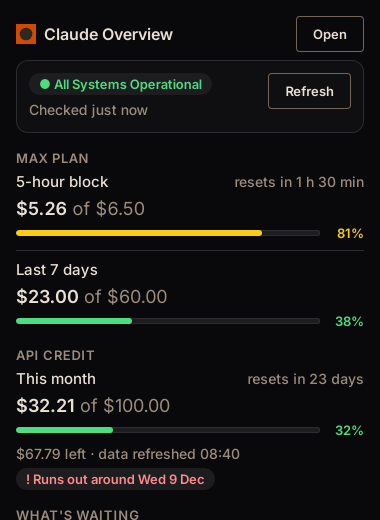 Claude Overview
Open
All Systems Operational
Refresh
Checked just now
MAX PLAN
5-hour block
resets in 1 h 30 min
$5.26 of $6.50
81%
Last 7 days
$23.00 of $60.00
38%
API CREDIT
This month
resets in 23 days
$32.21 of $100.00
32%
$67.79 left · data refreshed 08:40
! Runs out around Wed 9 Dec
WHAT'S WAITING